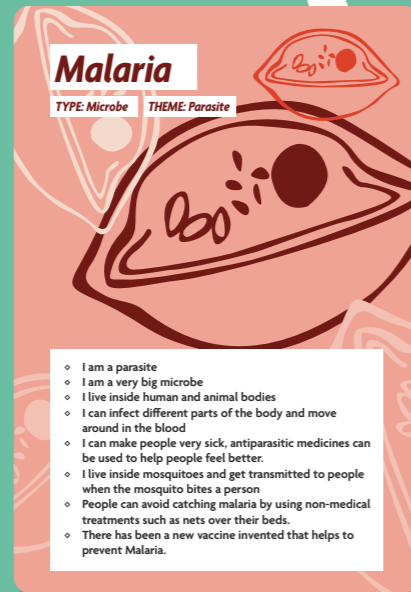 Malaria
TYPE: Microbe THEME: Parasite
⋄ I am a parasite
⋄ I am a very big microbe
⋄ I live inside human and animal bodies
⋄ I can infect different parts of the body and move
around in the blood
⋄ I can make people very sick, antiparasitic medicines can
be used to help people feel better.
⋄ I live inside mosquitoes and get transmitted to people
when the mosquito bites a person
⋄ People can avoid catching malaria by using non-medical
treatments such as nets over their beds.
⋄ There has been a new vaccine invented that helps to
prevent Malaria.